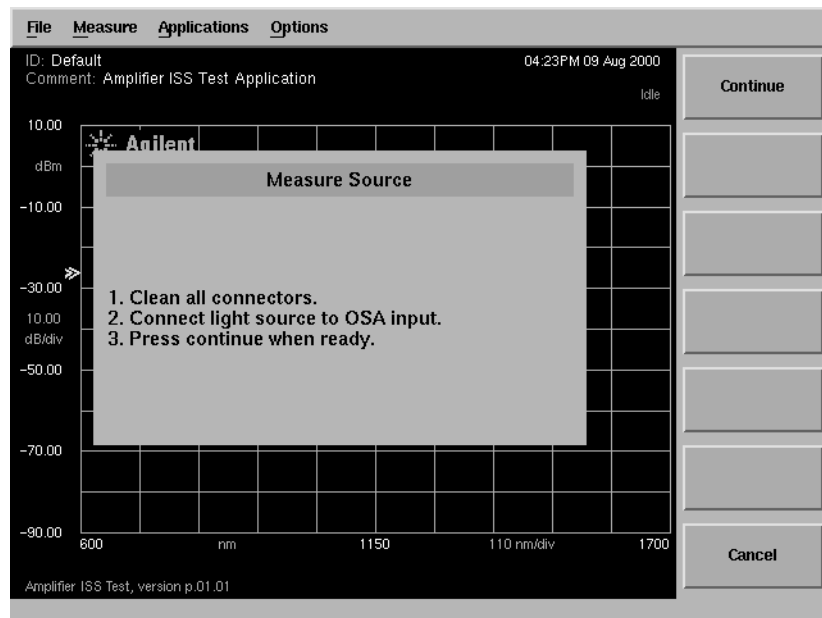 File Measure Applications Options
ID: Default 04:23PM 09 Aug 2000
Comment: Amplifier ISS Test Application
Idle
Continue
10.00
Agilent
dBm
Measure Source
-10.00
1. Clean all connectors.
-30.00
2. Connect light source to OSA input.
10.00
dB/div
3. Press continue when ready.
-50.00
-70.00
-90.00
600 nm 1150 110 nm/div 1700
Cancel
Amplifier ISS Test, version p.01.01